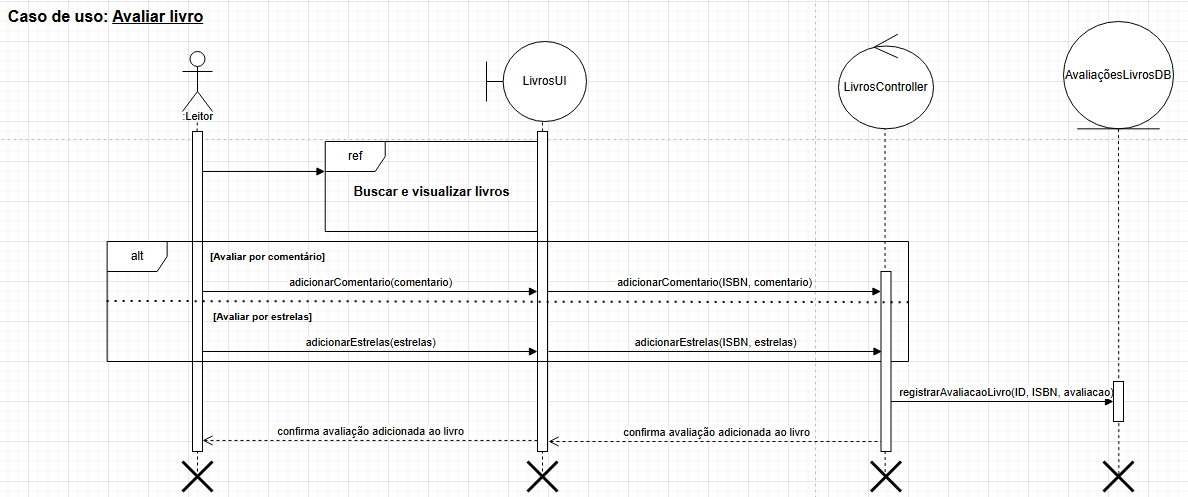 Caso de uso: Avaliar livro
:Leitor
LivrosUI
LivrosController
AvaliaçõesLivrosDB
ref
Buscar e visualizar livros
alt
[Avaliar por comentário]
adicionarComentario(comentario)
adicionarComentario(ISBN, comentario)
[Avaliar por estrelas]
adicionarEstrelas(estrelas)
adicionarEstrelas(ISBN, estrelas)
registrarAvaliacaoLivro(ID, ISBN, avaliacao)
confirma avaliação adicionada ao livro
confirma avaliação adicionada ao livro